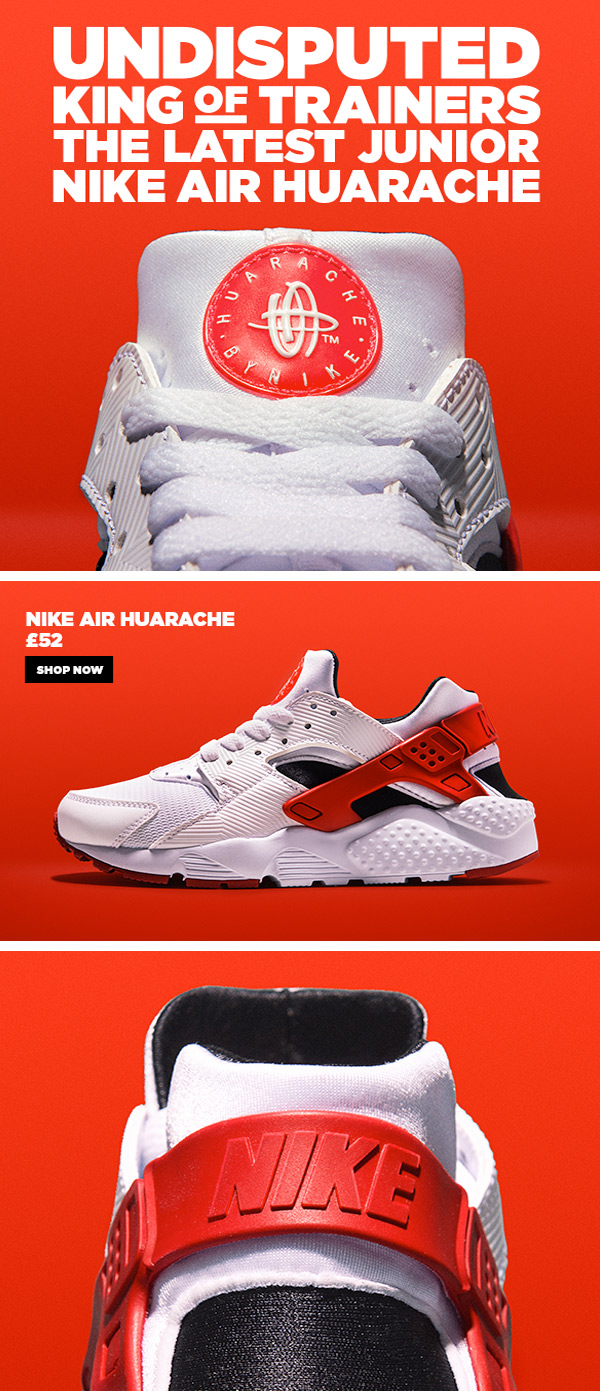 UNDISPUTED
KING OF TRAINERS
THE LATEST JUNIOR
NIKE AIR HUARACHE
HUARACHE
TM
BY NIKE
NIKE AIR HUARACHE
£52
SHOP NOW
NIKE